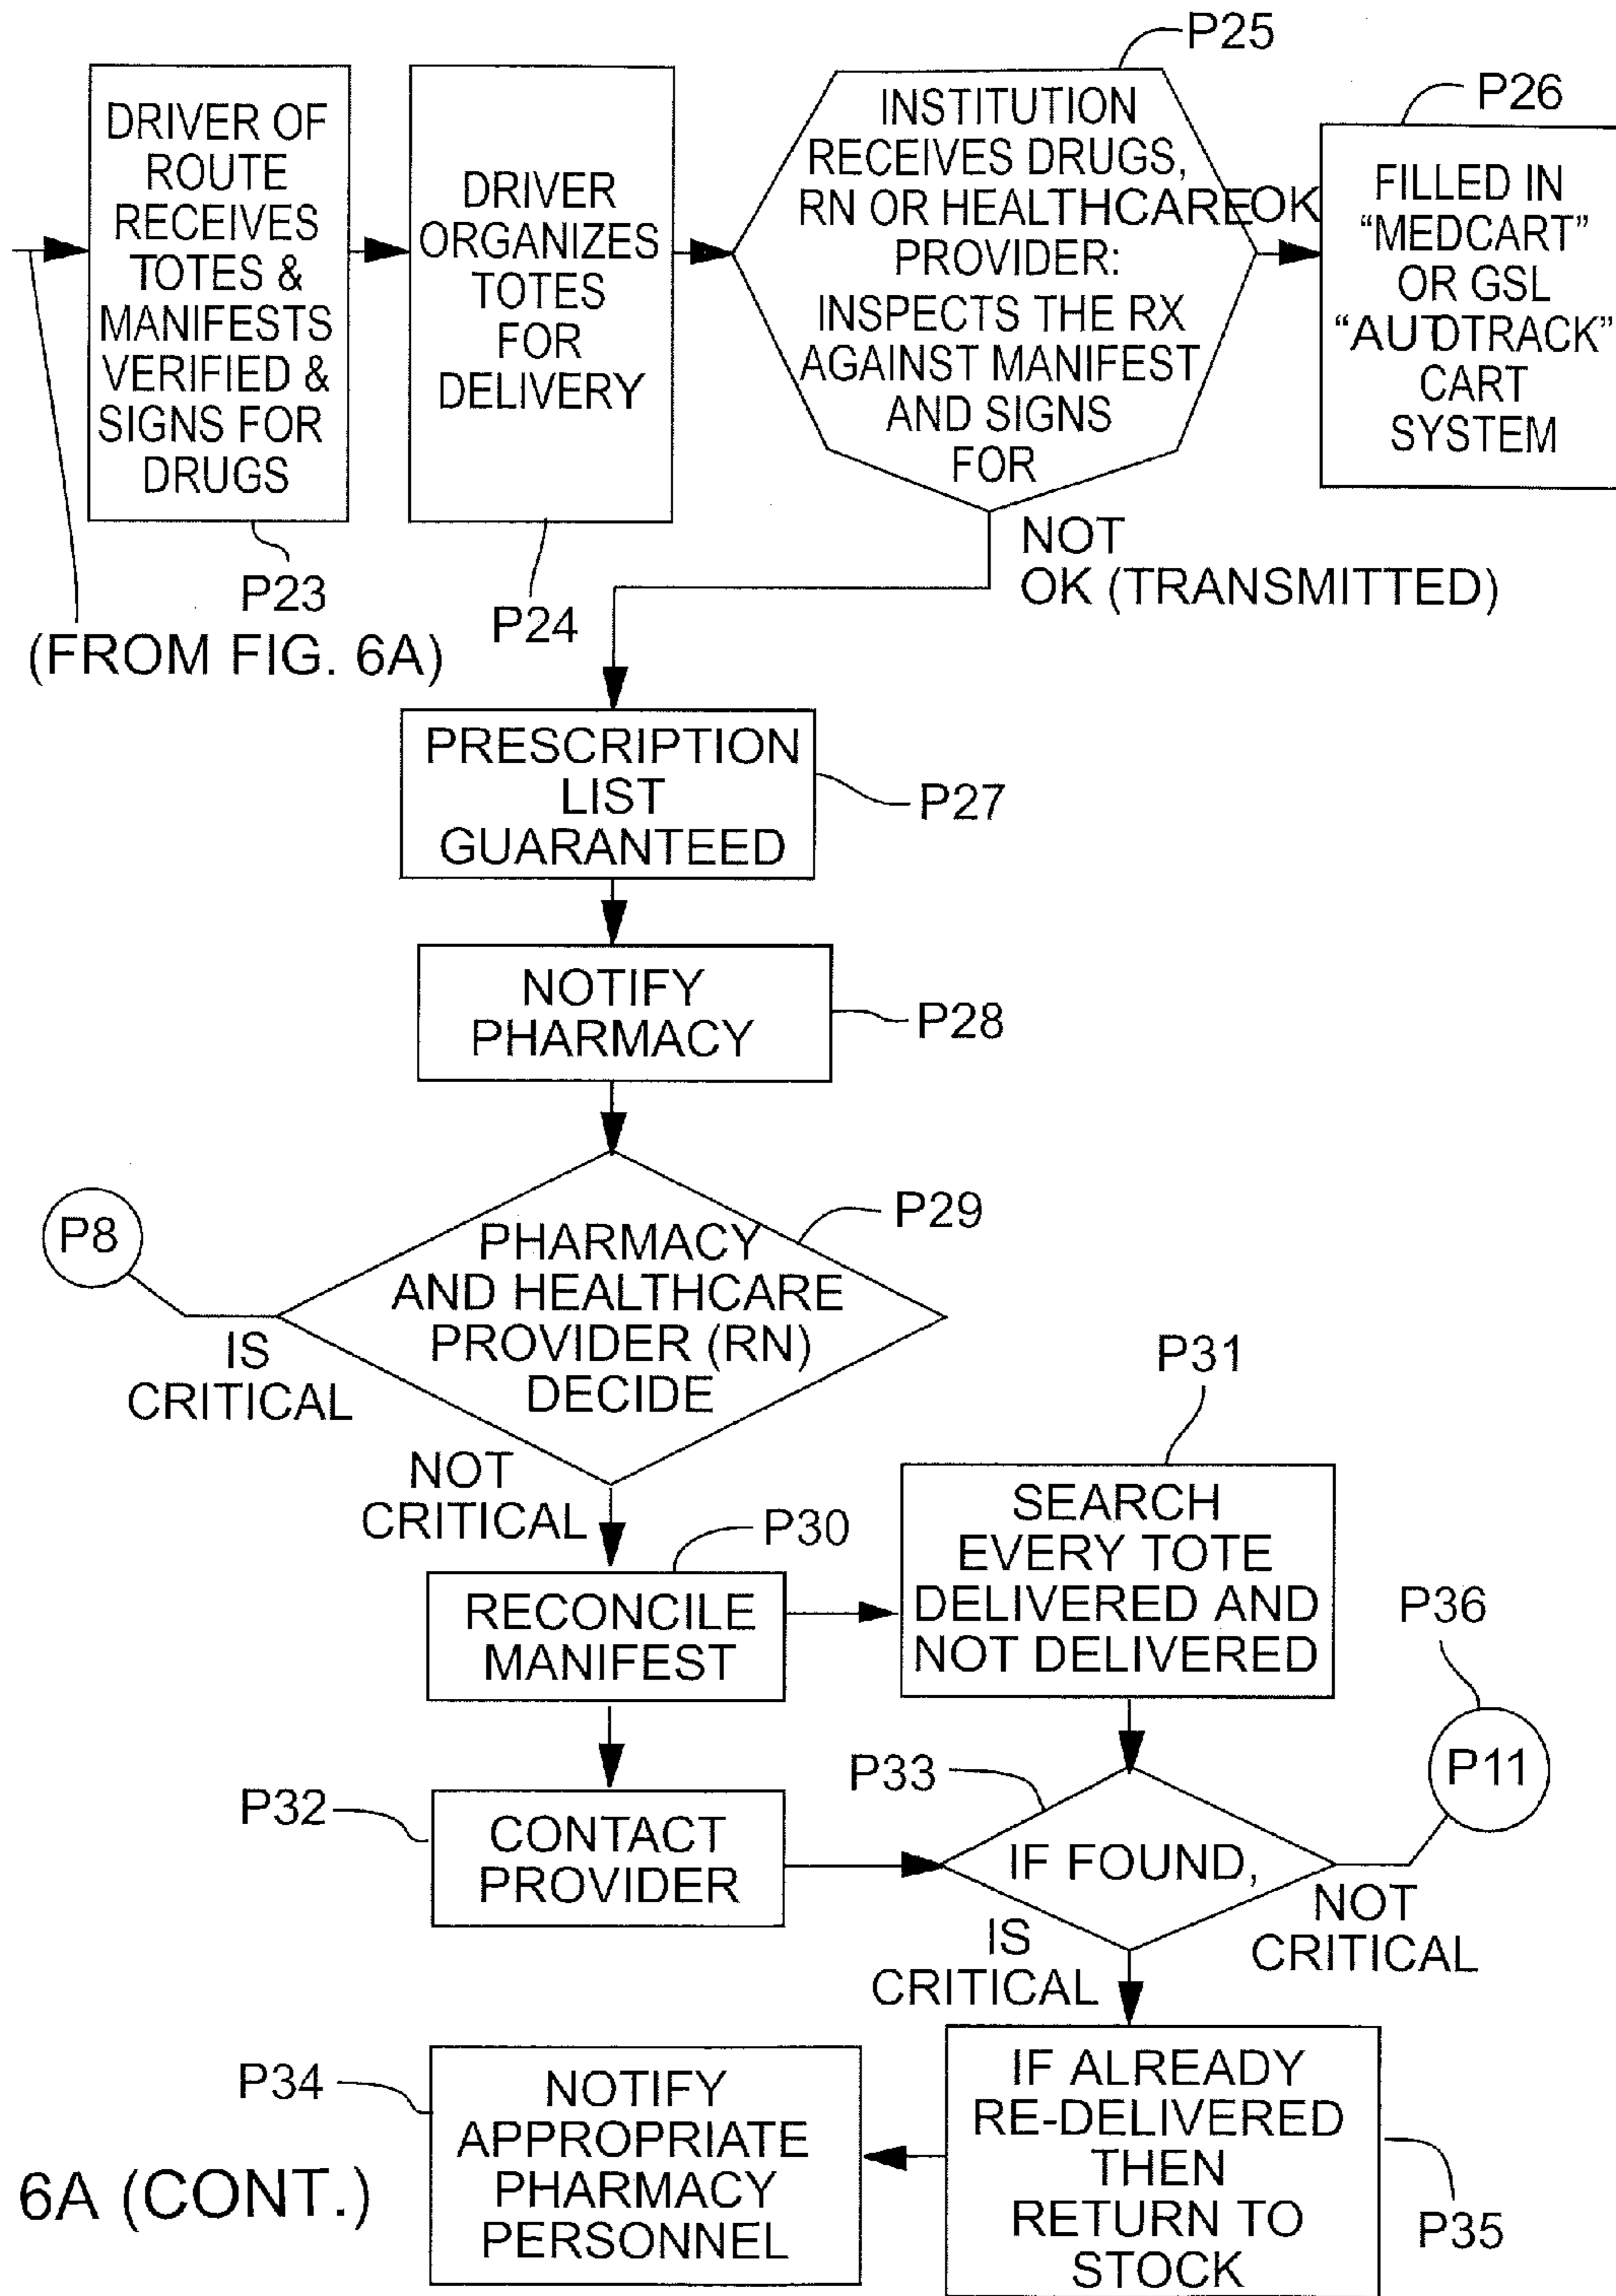 P25
P26
DRIVER OF
ROUTE
RECEIVES
TOTES &
MANIFESTS
VERIFIED &
SIGNS FOR
DRUGS
P23
(FROM FIG. 6A)
DRIVER
ORGANIZES
TOTES
FOR
DELIVERY
P24
INSTITUTION
RECEIVES DRUGS,
RN OR HEALTHCARE
PROVIDER:
INSPECTS THE RX
AGAINST MANIFEST
AND SIGNS
FOR
OK
FILLED IN
“MEDCART”
OR GSL
“AUTOTRACK”
CART
SYSTEM
NOT
OK (TRANSMITTED)
PRESCRIPTION
LIST
GUARANTEED
P27
NOTIFY
PHARMACY
P28
P8
PHARMACY
AND HEALTHCARE
PROVIDER (RN)
DECIDE
P29
IS
CRITICAL
NOT
CRITICAL
P30
RECONCILE
MANIFEST
P31
SEARCH
EVERY TOTE
DELIVERED AND
NOT DELIVERED
P36
P11
P32
CONTACT
PROVIDER
P33
IF FOUND,
NOT
CRITICAL
IS
CRITICAL
P34
NOTIFY
APPROPRIATE
PHARMACY
PERSONNEL
IF ALREADY
RE-DELIVERED
THEN
RETURN TO
STOCK
P35
6A (CONT.)